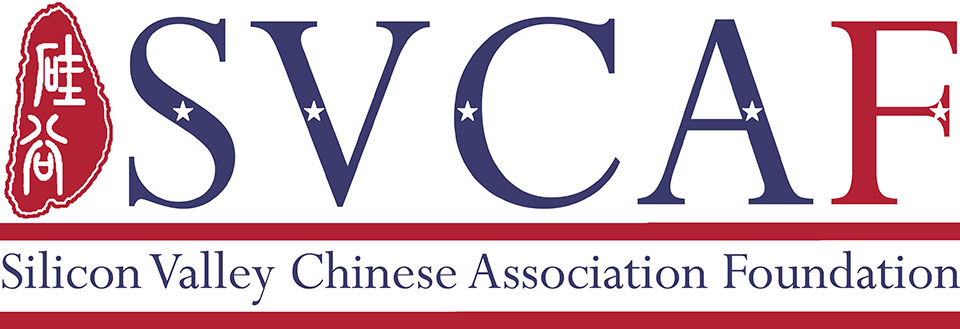 硅谷
SVCAF
Silicon Valley Chinese Association Foundation